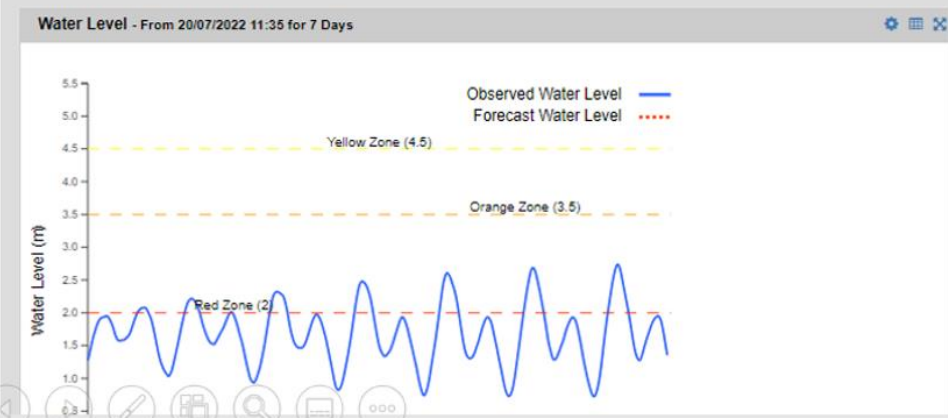 Water Level - From 20/07/2022 11:35 for 7 Days
Observed Water Level
Forecast Water Level
5.5
5.0
Yellow Zone (4.5)
4.5
4.0
Orange Zone (3.5)
3.5
3.0
2.5
Red Zone (2)
2.0
1.5
1.0
0.5
Water Level (m)